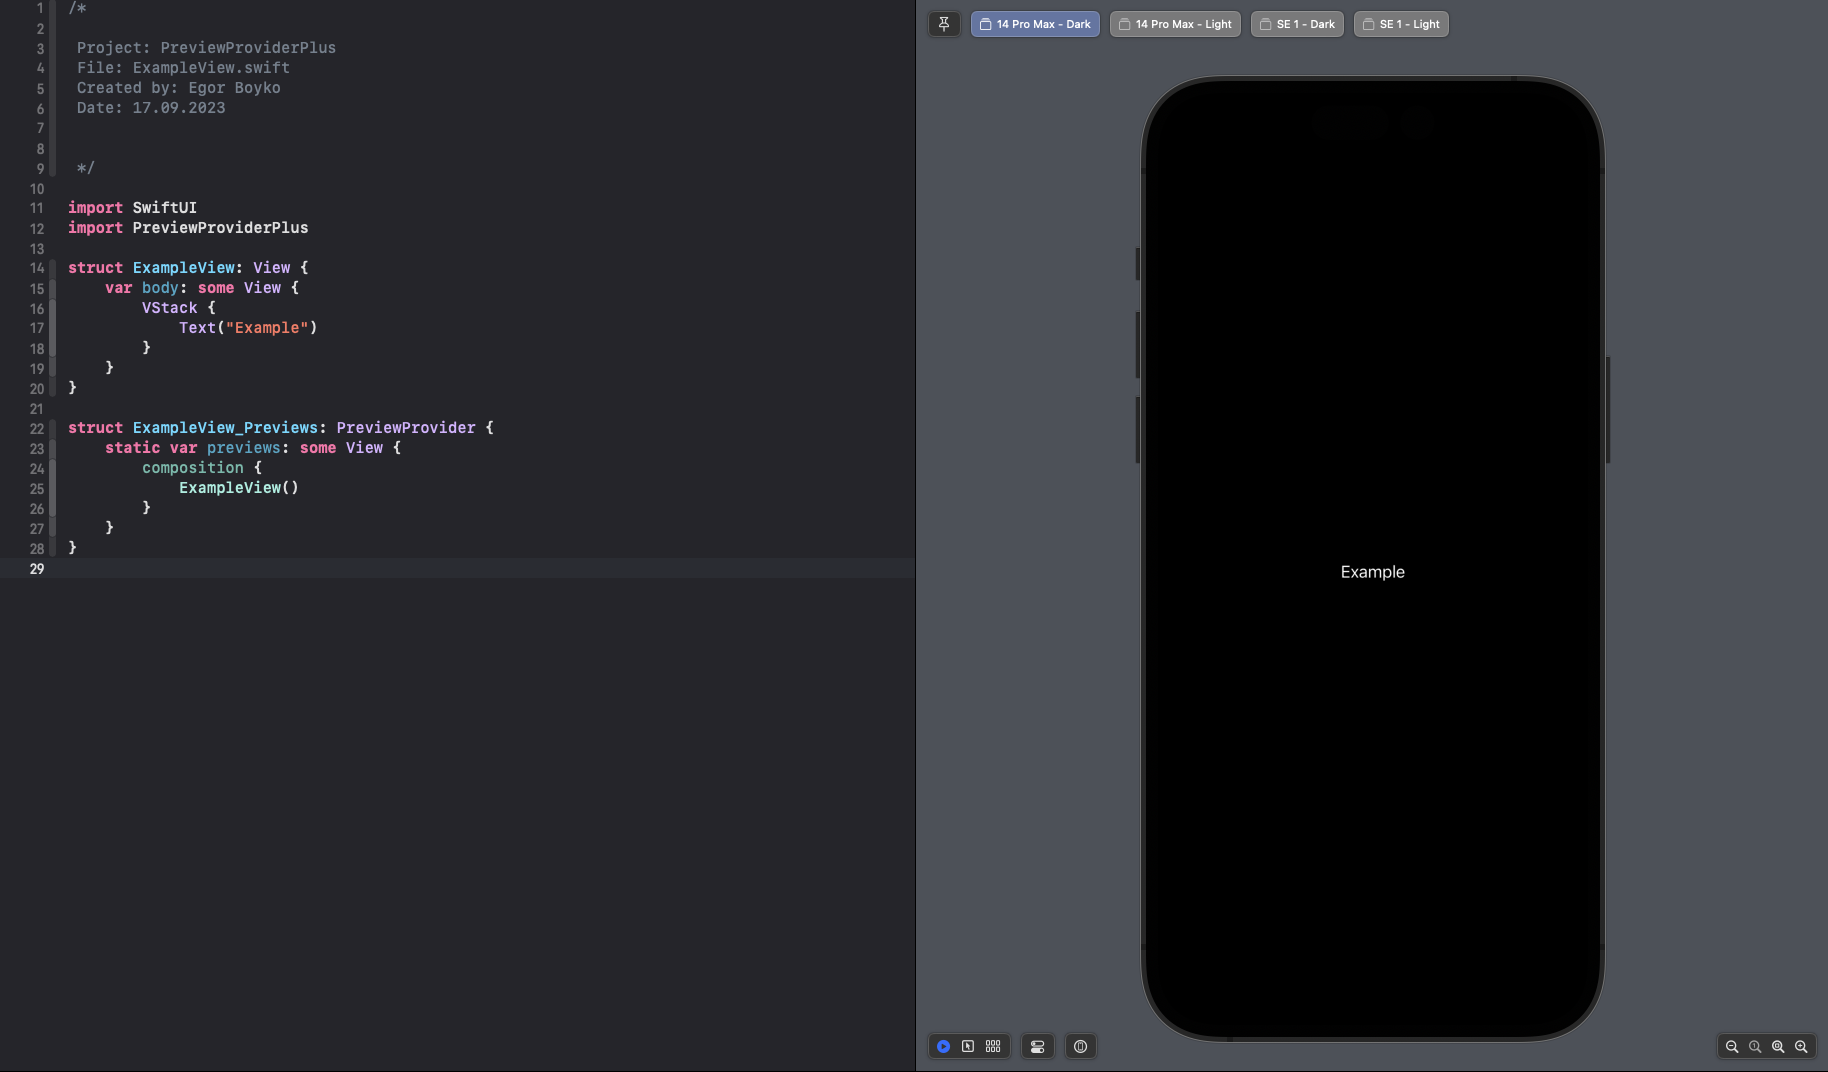 1 /*
2
3 Project: PreviewProviderPlus
4 File: ExampleView.swift
5 Created by: Egor Boyko
6 Date: 17.09.2023
7
8
9 */
10
11 import SwiftUI
12 import PreviewProviderPlus
13
14 struct ExampleView: View {
15 var body: some View {
16 VStack {
17 Text("Example")
18 }
19 }
20 }
21
22 struct ExampleView_Previews: PreviewProvider {
23 static var previews: some View {
24 composition {
25 ExampleView()
26 }
27 }
28 }
29
14 Pro Max - Dark
14 Pro Max - Light
SE 1 - Dark
SE 1 - Light
Example